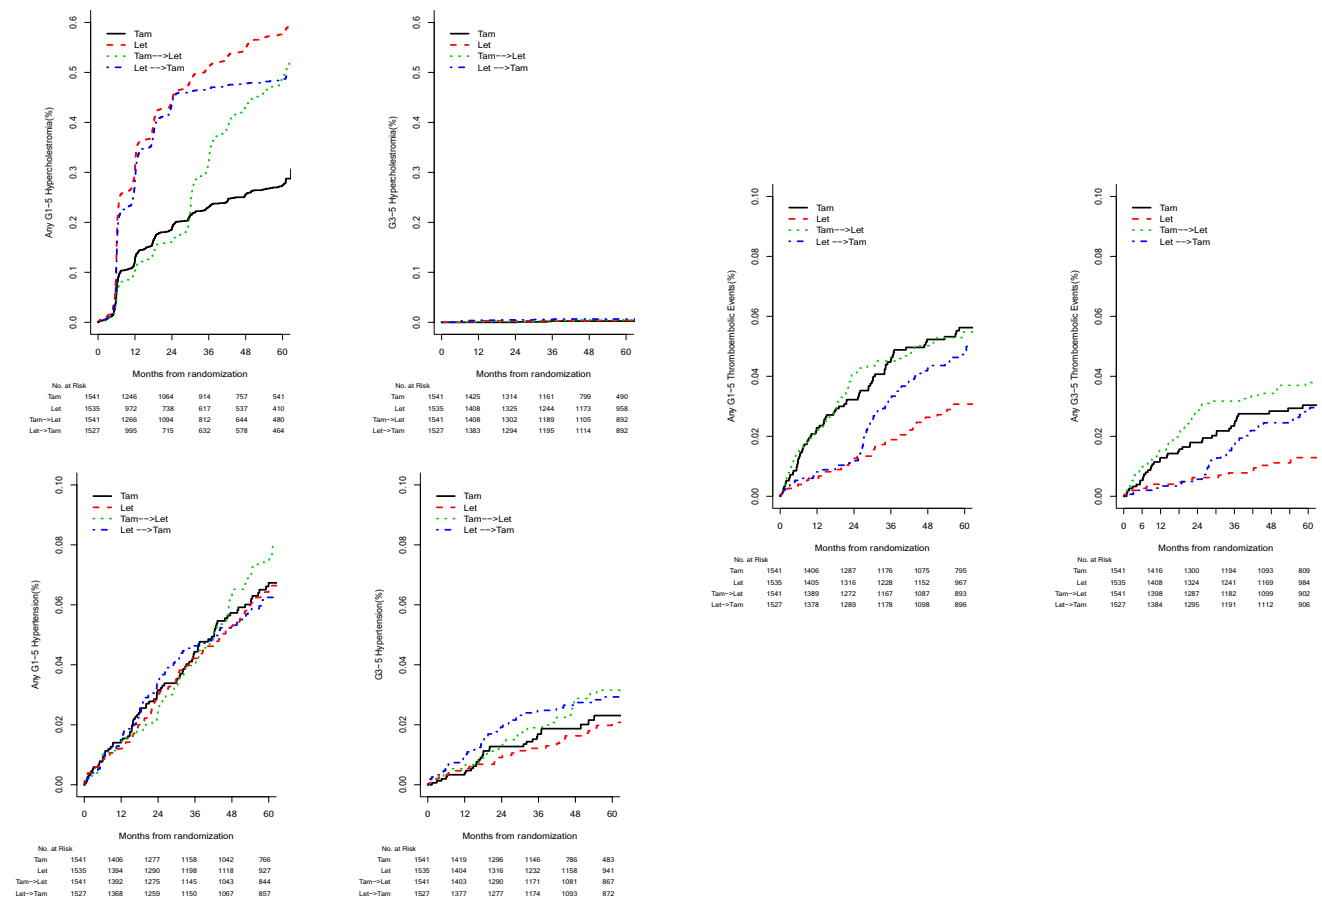 0.0 0.1 0.2 0.3 0.4 0.5 0.6
Any G1−5 Hypercholestromia(%)
Tam
Let
Tam−−>Let
Let −−>Tam
0 12 24 36 48 60
Months from randomization
No. at Risk
Tam 1541 1246 1064 914 757 541
Let 1535 972 738 617 537 410
Tam−>Let 1541 1266 1094 812 644 480
Let−>Tam 1527 995 715 632 578 464
0.0 0.1 0.2 0.3 0.4 0.5 0.6
G3−5 Hypercholestromia(%)
Tam
Let
Tam−−>Let
Let −−>Tam
0 12 24 36 48 60
Months from randomization
No. at Risk
Tam 1541 1425 1314 1161 799 490
Let 1535 1408 1325 1244 1173 958
Tam−>Let 1541 1408 1302 1189 1105 892
Let−>Tam 1527 1383 1294 1195 1114 892
0.00 0.02 0.04 0.06 0.08 0.10
Any G1−5 Thromboembolic Events(%)
Tam
Let
Tam−−>Let
Let −−>Tam
0 12 24 36 48 60
Months from randomization
No. at Risk
Tam 1541 1406 1287 1176 1075 795
Let 1535 1405 1316 1228 1152 967
Tam−>Let 1541 1389 1272 1167 1087 893
Let−>Tam 1527 1378 1289 1178 1098 896
0.00 0.02 0.04 0.06 0.08 0.10
Any G3−5 Thromboembolic Events(%)
Tam
Let
Tam−−>Let
Let −−>Tam
0 6 12 24 36 48 60
Months from randomization
No. at Risk
Tam 1541 1416 1300 1194 1093 809
Let 1535 1408 1324 1241 1169 984
Tam−>Let 1541 1398 1287 1182 1099 902
Let−>Tam 1527 1384 1295 1191 1112 906
0.00 0.02 0.04 0.06 0.08 0.10
Any G1−5 Hypertension(%)
Tam
Let
Tam−−>Let
Let −−>Tam
0 12 24 36 48 60
Months from randomization
No. at Risk
Tam 1541 1406 1277 1158 1042 766
Let 1535 1394 1290 1198 1118 927
Tam−>Let 1541 1392 1275 1145 1043 844
Let−>Tam 1527 1368 1259 1150 1067 857
0.00 0.02 0.04 0.06 0.08 0.10
G3−5 Hypertension(%)
Tam
Let
Tam−−>Let
Let −−>Tam
0 12 24 36 48 60
Months from randomization
No. at Risk
Tam 1541 1419 1296 1146 786 483
Let 1535 1404 1316 1232 1158 941
Tam−>Let 1541 1403 1290 1171 1081 867
Let−>Tam 1527 1377 1277 1174 1093 872